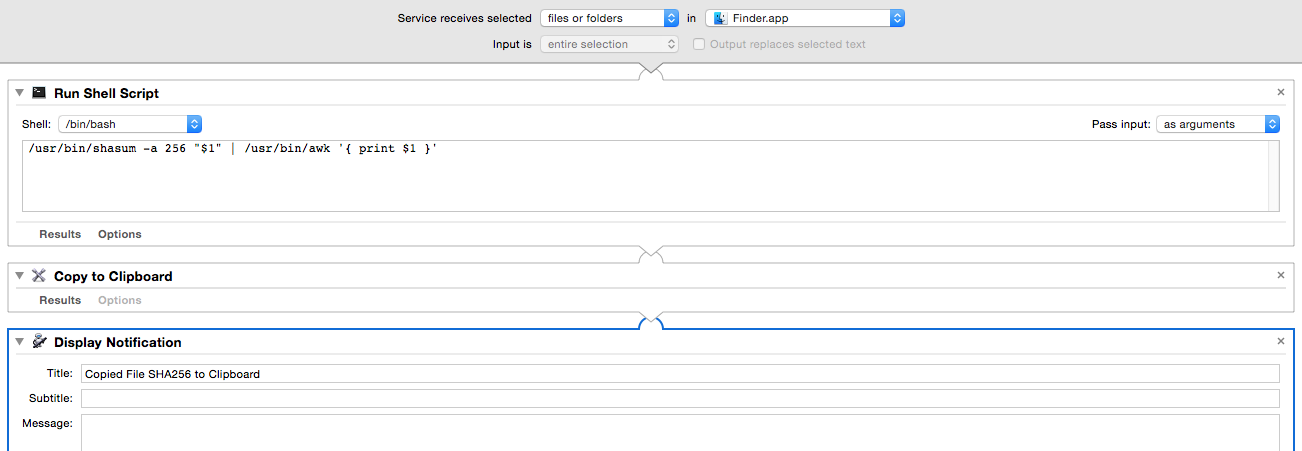 Service receives selected files or folders in Finder.app
Input is entire selection Output replaces selected text
Run Shell Script
Shell: /bin/bash Pass input: as arguments
/usr/bin/shasum -a 256 "$1" | /usr/bin/awk '{ print $1 }'
Results Options
Copy to Clipboard
Results Options
Display Notification
Title: Copied File SHA256 to Clipboard
Subtitle:
Message: